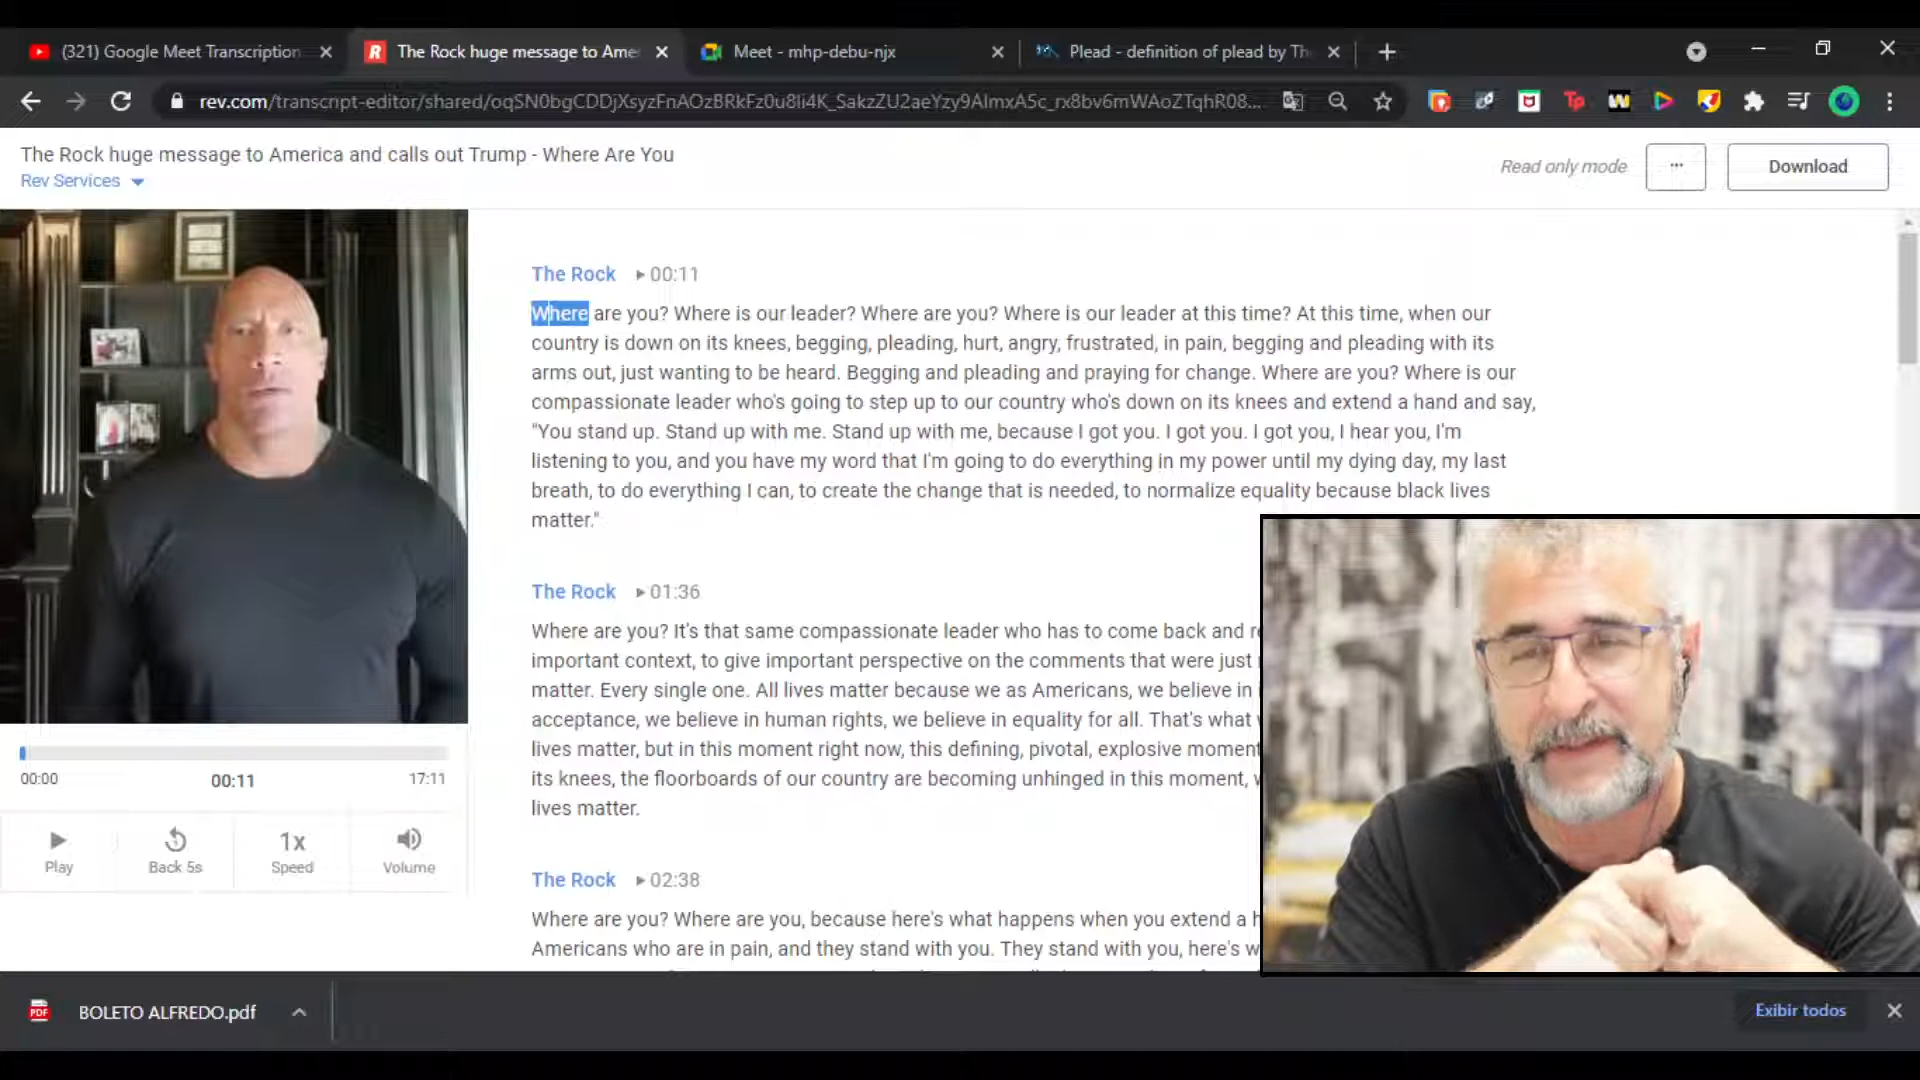 (321) Google Meet Transcription
The Rock huge message to Ame
Meet - mhp-debu-njx
Plead - definition of plead by Th
rev.com/transcript-editor/shared/oqSN0bgCDDjXsyzFnAOzBRkFz0u8li4K_SakzZU2aeYzy9AlmxA5c_rx8bv6mWAoZTqhR08...
The Rock huge message to America and calls out Trump - Where Are You
Rev Services
Read only mode
...
Download
The Rock 00:11
Where are you? Where is our leader? Where are you? Where is our leader at this time? At this time, when our
country is down on its knees, begging, pleading, hurt, angry, frustrated, in pain, begging and pleading with its
arms out, just wanting to be heard. Begging and pleading and praying for change. Where are you? Where is our
compassionate leader who's going to step up to our country who's down on its knees and extend a hand and say,
"You stand up. Stand up with me. Stand up with me, because I got you. I got you. I got you, I hear you, I'm
listening to you, and you have my word that I'm going to do everything in my power until my dying day, my last
breath, to do everything I can, to create the change that is needed, to normalize equality because black lives
matter."
The Rock 01:36
Where are you? It's that same compassionate leader who has to come back and
important context, to give important perspective on the comments that were just
matter. Every single one. All lives matter because we as Americans, we believe in
acceptance, we believe in human rights, we believe in equality for all. That's what
lives matter, but in this moment right now, this defining, pivotal, explosive moment
its knees, the floorboards of our country are becoming unhinged in this moment,
lives matter.
The Rock 02:38
Where are you? Where are you, because here's what happens when you extend a
Americans who are in pain, and they stand with you. They stand with you, here's
00:00
00:11
17:11
Play
Back 5s
1x
Speed
Volume
PDF
BOLETO ALFREDO.pdf
Exibir todos